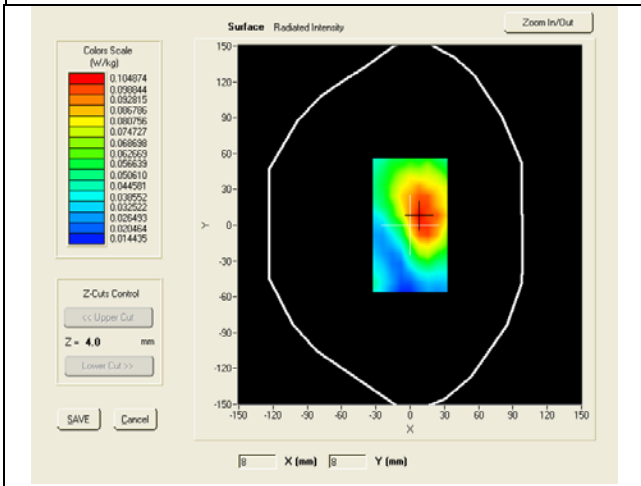 Surface Radiated Intensity
Zoom In/Out
Colors Scale
(W/kg)
0.104874
0.098844
0.092815
0.086786
0.080756
0.074727
0.068698
0.062669
0.056639
0.050610
0.044581
0.038552
0.032522
0.026493
0.020464
0.014435
150
120
90
60
30
0
-30
-60
-90
-120
-150
Y
-150 -120 -90 -60 -30 0 30 60 90 120 150
X
Z-Cuts Control
<< Upper Cut
Z = 4.0 mm
Lower Cut >>
SAVE Cancel
8 X (mm) 8 Y (mm)